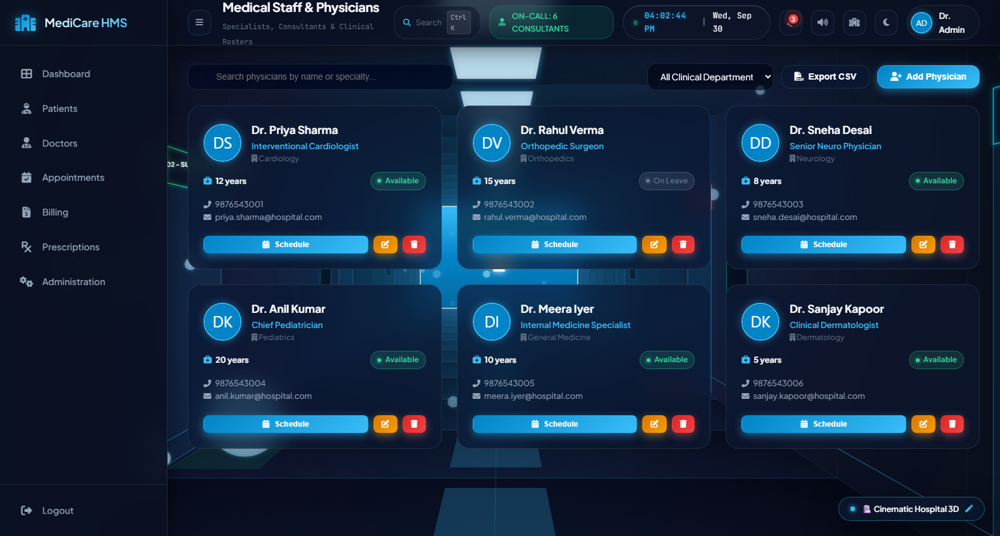 MediCare HMS
Medical Staff & Physicians
Specialists, Consultants & Clinical
Rosters
Search
Ctrl
K
ON-CALL: 6
CONSULTANTS
04:02:44
PM
|
Wed, Sep
30
3
AD
Dr.
Admin
Dashboard
Patients
Doctors
Appointments
Billing
Prescriptions
Administration
Logout
Search physicians by name or specialty...
All Clinical Department
Export CSV
Add Physician
DS
Dr. Priya Sharma
Interventional Cardiologist
Cardiology
12 years
Available
9876543001
priya.sharma@hospital.com
Schedule
DV
Dr. Rahul Verma
Orthopedic Surgeon
Orthopedics
15 years
On Leave
9876543002
rahul.verma@hospital.com
Schedule
DD
Dr. Sneha Desai
Senior Neuro Physician
Neurology
8 years
Available
9876543003
sneha.desai@hospital.com
Schedule
02 – SU
DK
Dr. Anil Kumar
Chief Pediatrician
Pediatrics
20 years
Available
9876543004
anil.kumar@hospital.com
Schedule
DI
Dr. Meera Iyer
Internal Medicine Specialist
General Medicine
10 years
Available
9876543005
meera.iyer@hospital.com
Schedule
DK
Dr. Sanjay Kapoor
Clinical Dermatologist
Dermatology
5 years
Available
9876543006
sanjay.kapoor@hospital.com
Schedule
Cinematic Hospital 3D